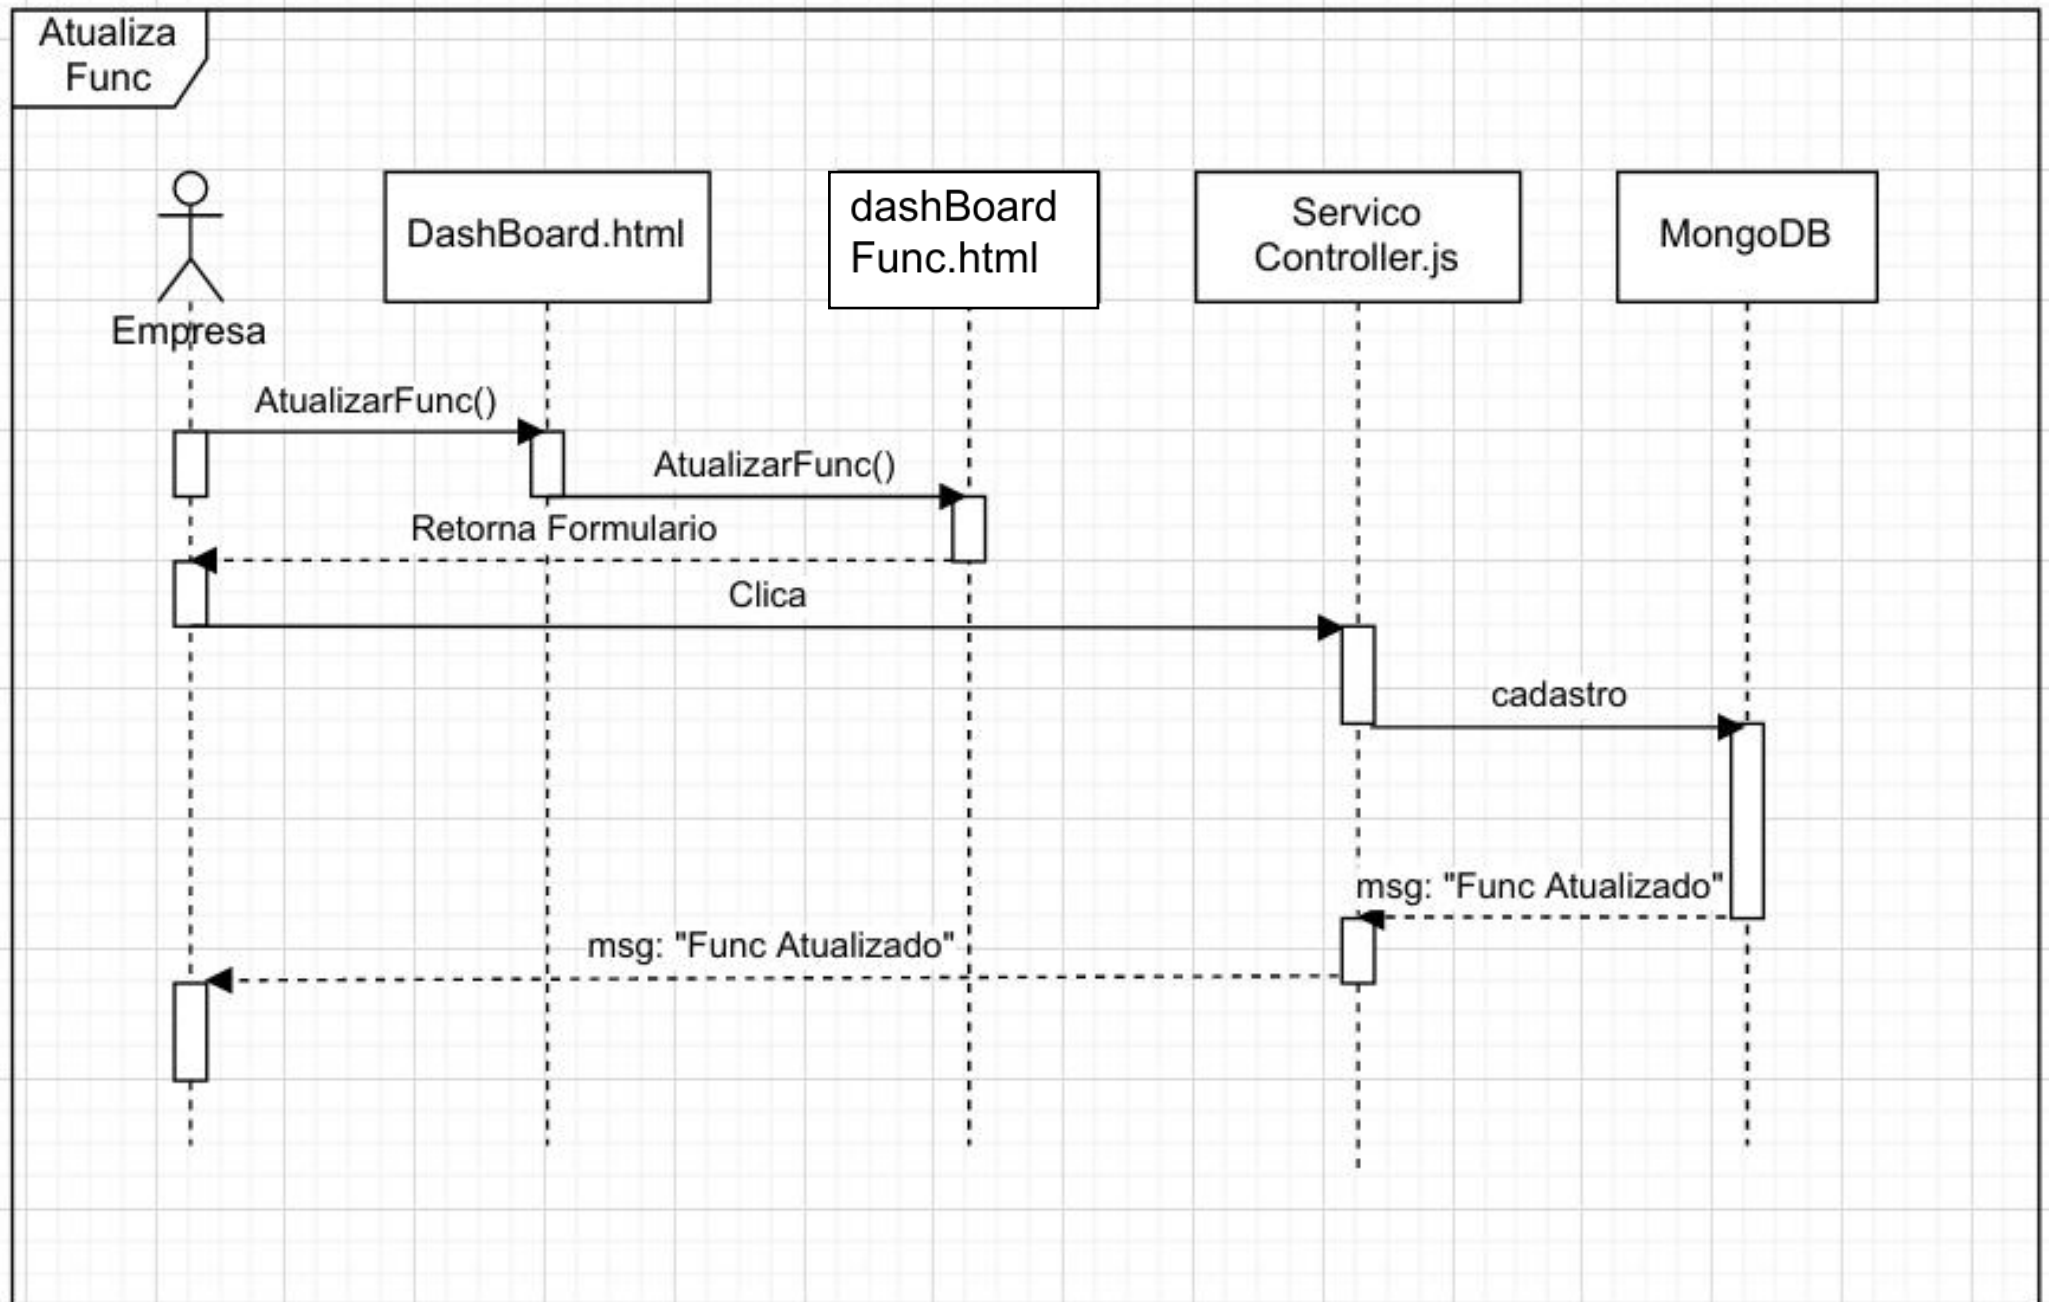 Atualiza
Func
DashBoard.html
dashBoard
Func.html
Servico
Controller.js
MongoDB
Empresa
AtualizarFunc()
AtualizarFunc()
Retorna Formulario
Clica
cadastro
msg: "Func Atualizado"
msg: "Func Atualizado"